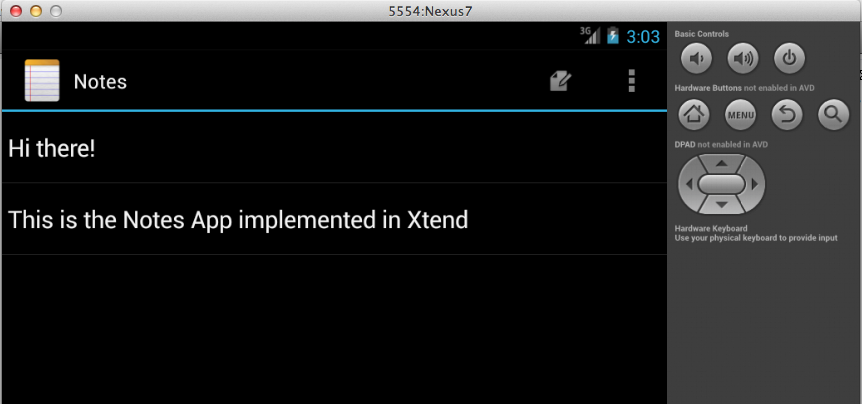 5554:Nexus7
3G 3:03
Notes
Hi there!
This is the Notes App implemented in Xtend
Basic Controls
Hardware Buttons not enabled in AVD
MENU
DPAD not enabled in AVD
Hardware Keyboard
Use your physical keyboard to provide input